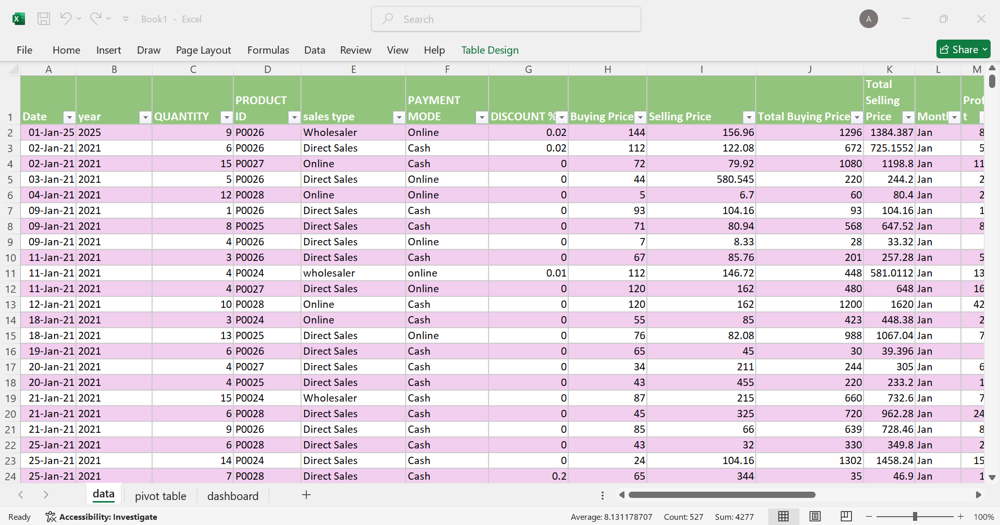 Book1 - Excel
Search
A
File Home Insert Draw Page Layout Formulas Data Review View Help Table Design Share
A B C D E F G H I J K L M
1 Date year QUANTITY PRODUCT ID sales type PAYMENT MODE DISCOUNT % Buying Price Selling Price Total Buying Price Total Selling Price Month Prof t
2 01-Jan-25 2025 9 P0026 Wholesaler Online 0.02 144 156.96 1296 1384.387 Jan 8
3 02-Jan-21 2021 6 P0026 Direct Sales Cash 0.02 112 122.08 672 725.1552 Jan 5
4 02-Jan-21 2021 15 P0027 Online Cash 0 72 79.92 1080 1198.8 Jan 11
5 03-Jan-21 2021 5 P0026 Direct Sales Online 0 44 580.545 220 244.2 Jan 2
6 04-Jan-21 2021 12 P0028 Online Online 0 5 6.7 60 80.4 Jan 2
7 09-Jan-21 2021 1 P0026 Direct Sales Cash 0 93 104.16 93 104.16 Jan 1
8 09-Jan-21 2021 8 P0025 Direct Sales Cash 0 71 80.94 568 647.52 Jan 8
9 09-Jan-21 2021 4 P0026 Direct Sales Online 0 7 8.33 28 33.32 Jan
10 11-Jan-21 2021 3 P0026 Direct Sales Cash 0 67 85.76 201 257.28 Jan 5
11 11-Jan-21 2021 4 P0024 wholesaler online 0.01 112 146.72 448 581.0112 Jan 13
12 11-Jan-21 2021 4 P0027 Direct Sales Online 0 120 162 480 648 Jan 16
13 12-Jan-21 2021 10 P0028 Online Cash 0 120 162 1200 1620 Jan 42
14 18-Jan-21 2021 3 P0024 Online Cash 0 55 85 423 448.38 Jan 2
15 18-Jan-21 2021 13 P0025 Direct Sales Online 0 76 82.08 988 1067.04 Jan 7
16 19-Jan-21 2021 6 P0026 Direct Sales Cash 0 65 45 30 39.396 Jan
17 20-Jan-21 2021 4 P0027 Direct Sales Cash 0 34 211 244 305 Jan 6
18 20-Jan-21 2021 4 P0025 Direct Sales Cash 0 43 455 220 233.2 Jan 1
19 21-Jan-21 2021 15 P0024 Wholesaler Cash 0 87 215 660 732.6 Jan 7
20 21-Jan-21 2021 6 P0028 Direct Sales Cash 0 45 325 720 962.28 Jan 24
21 21-Jan-21 2021 9 P0026 Direct Sales Cash 0 85 66 639 728.46 Jan 8
22 25-Jan-21 2021 6 P0028 Direct Sales Cash 0 43 32 330 349.8 Jan 2
23 25-Jan-21 2021 14 P0024 Direct Sales Cash 0 24 104.16 1302 1458.24 Jan 15
24 25-Jan-21 2021 7 P0028 Direct Sales Cash 0.2 65 344 35 46.9 Jan 1
data pivot table dashboard
Ready Accessibility: Investigate Average: 8.131178707 Count: 527 Sum: 4277 100%